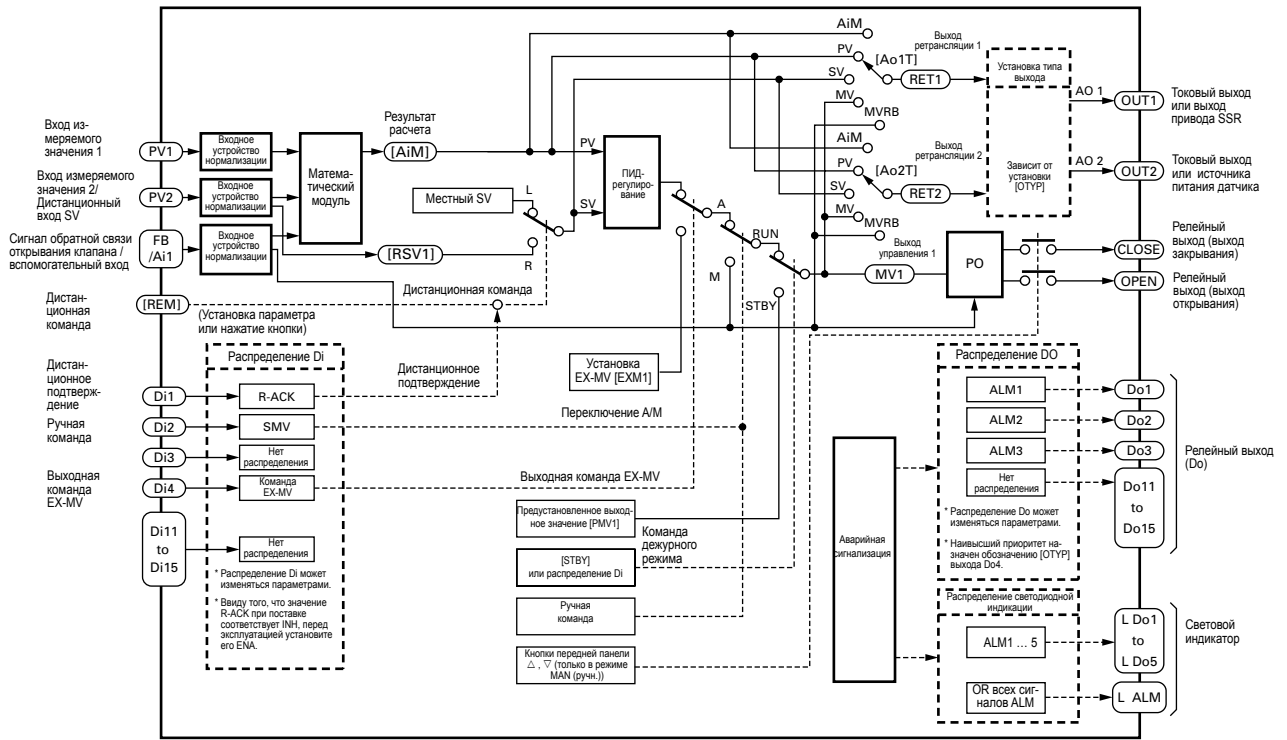 Вход из-
меряемого
значения 1
Вход измеряемого
значения 2/
Дистанционный
вход SV
Сигнал обратной связи
открывания клапана /
вспомогательный вход
Дистан-
ционная
команда
Дистан-
ционное
подтверж-
дение
Ручная
команда
Выходная
команда
EX-MV
PV1
PV2
FB
/Ai1
[REM]
Di1
Di2
Di3
Di4
Di11
to
Di15
Входное
устройство
нормализации
Входное
устройство
нормализации
Входное
устройство
нормализации
Матема-
тический
модуль
Результат
расчета
[AiM]
[RSV1]
Местный SV
L
R
SV
PV
ПИД-
регулиро-
вание
Дистанционная команда
(Установка параметра
или нажатие кнопки)
Распределение Di
R-ACK
SMV
Нет
распределения
Команда
EX-MV
Нет
распределения
* Распределение Di может
изменяться параметрами.
* Ввиду того, что значение
R-ACK при поставке
соответствует INH, перед
эксплуатацией установите
его ENA.
Дистанционное
подтверждение
Переключение A/M
Выходная команда EX-MV
Установка
EX-MV [EXM1]
Предустановленное выход-
ное значение [PMV1]
Команда
дежурного
режима
[STBY]
или распределение Di
Ручная
команда
Кнопки передней панели
△ , ▽ (только в режиме
MAN (ручн.))
A
M
RUN
STBY
AiM
PV
SV
MV
MVRB
[Ao1T]
Выход
ретрансляции 1
RET1
AiM
PV
SV
MV
MVRB
[Ao2T]
Выход
ретрансляции 2
RET2
Установка типа
выхода
Зависит от
установки
[OTYP]
AO 1
AO 2
OUT1
OUT2
Токовый выход
или выход
привода SSR
Токовый выход
или источника
питания датчика
Выход
управления 1
MV1
PO
CLOSE
OPEN
Релейный
выход (выход
закрывания)
Релейный
выход (выход
открывания)
Аварийная
сигнализация
Распределение DO
ALM1
ALM2
ALM3
Нет
распределения
* Распределение Do может
изменяться параметрами.
* Наивысший приоритет на-
значен обозначению [OTYP]
выхода Do4.
Do1
Do2
Do3
Do11
to
Do15
Релейный выход
(Do)
Распределение светодиодной
индикации
ALM1 ... 5
OR всех сиг-
налов ALM
L Do1
to
L Do5
L ALM
Световой
индикатор